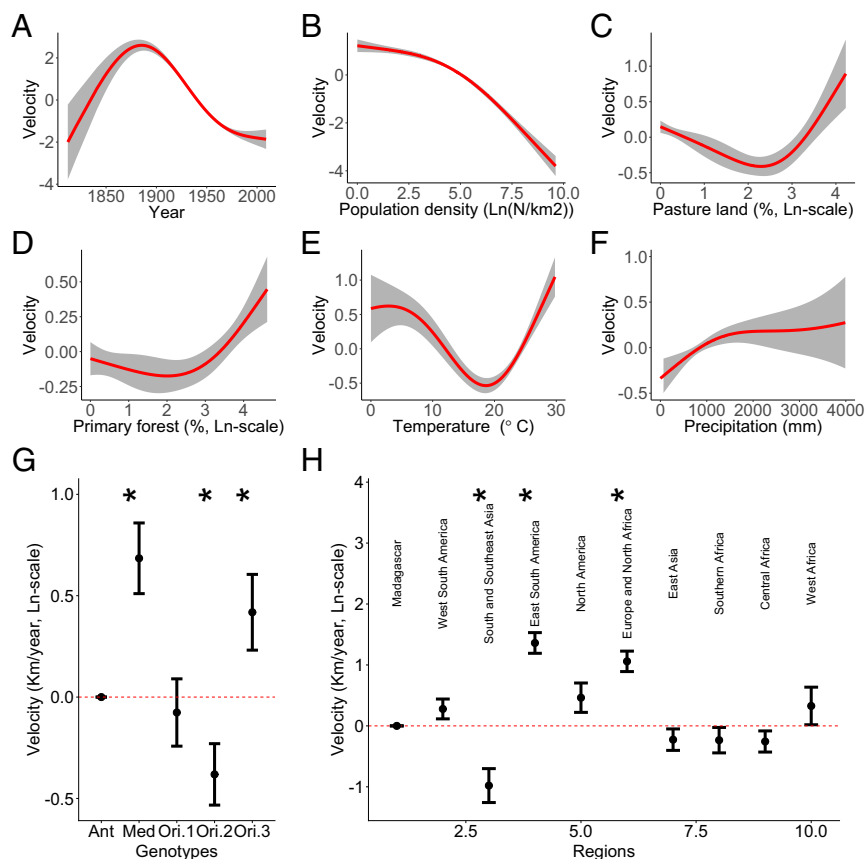 A
Velocity
2
0
-2
-4
1850 1900 1950 2000
Year
B
Velocity
0
-2
-4
0.0 2.5 5.0 7.5 10.0
Population density (Ln(N/km2))
C
Velocity
1.0
0.5
0.0
-0.5
0 1 2 3 4
Pasture land (%, Ln-scale)
D
Velocity
0.50
0.25
0.00
-0.25
0 1 2 3 4
Primary forest (%, Ln-scale)
E
Velocity
1.0
0.5
0.0
-0.5
0 10 20 30
Temperature (° C)
F
Velocity
1.0
0.5
0.0
-0.5
0 1000 2000 3000 4000
Precipitation (mm)
G
Velocity (Km/year, Ln-scale)
1.0
0.5
0.0
-0.5
* * *
Ant Med Ori.1 Ori.2 Ori.3
Genotypes
H
Velocity (Km/year, Ln-scale)
4
3
2
1
0
-1
* * *
Madagascar
West South America
South and Southeast Asia
East South America
North America
Europe and North Africa
East Asia
Southern Africa
Central Africa
West Africa
2.5 5.0 7.5 10.0
Regions